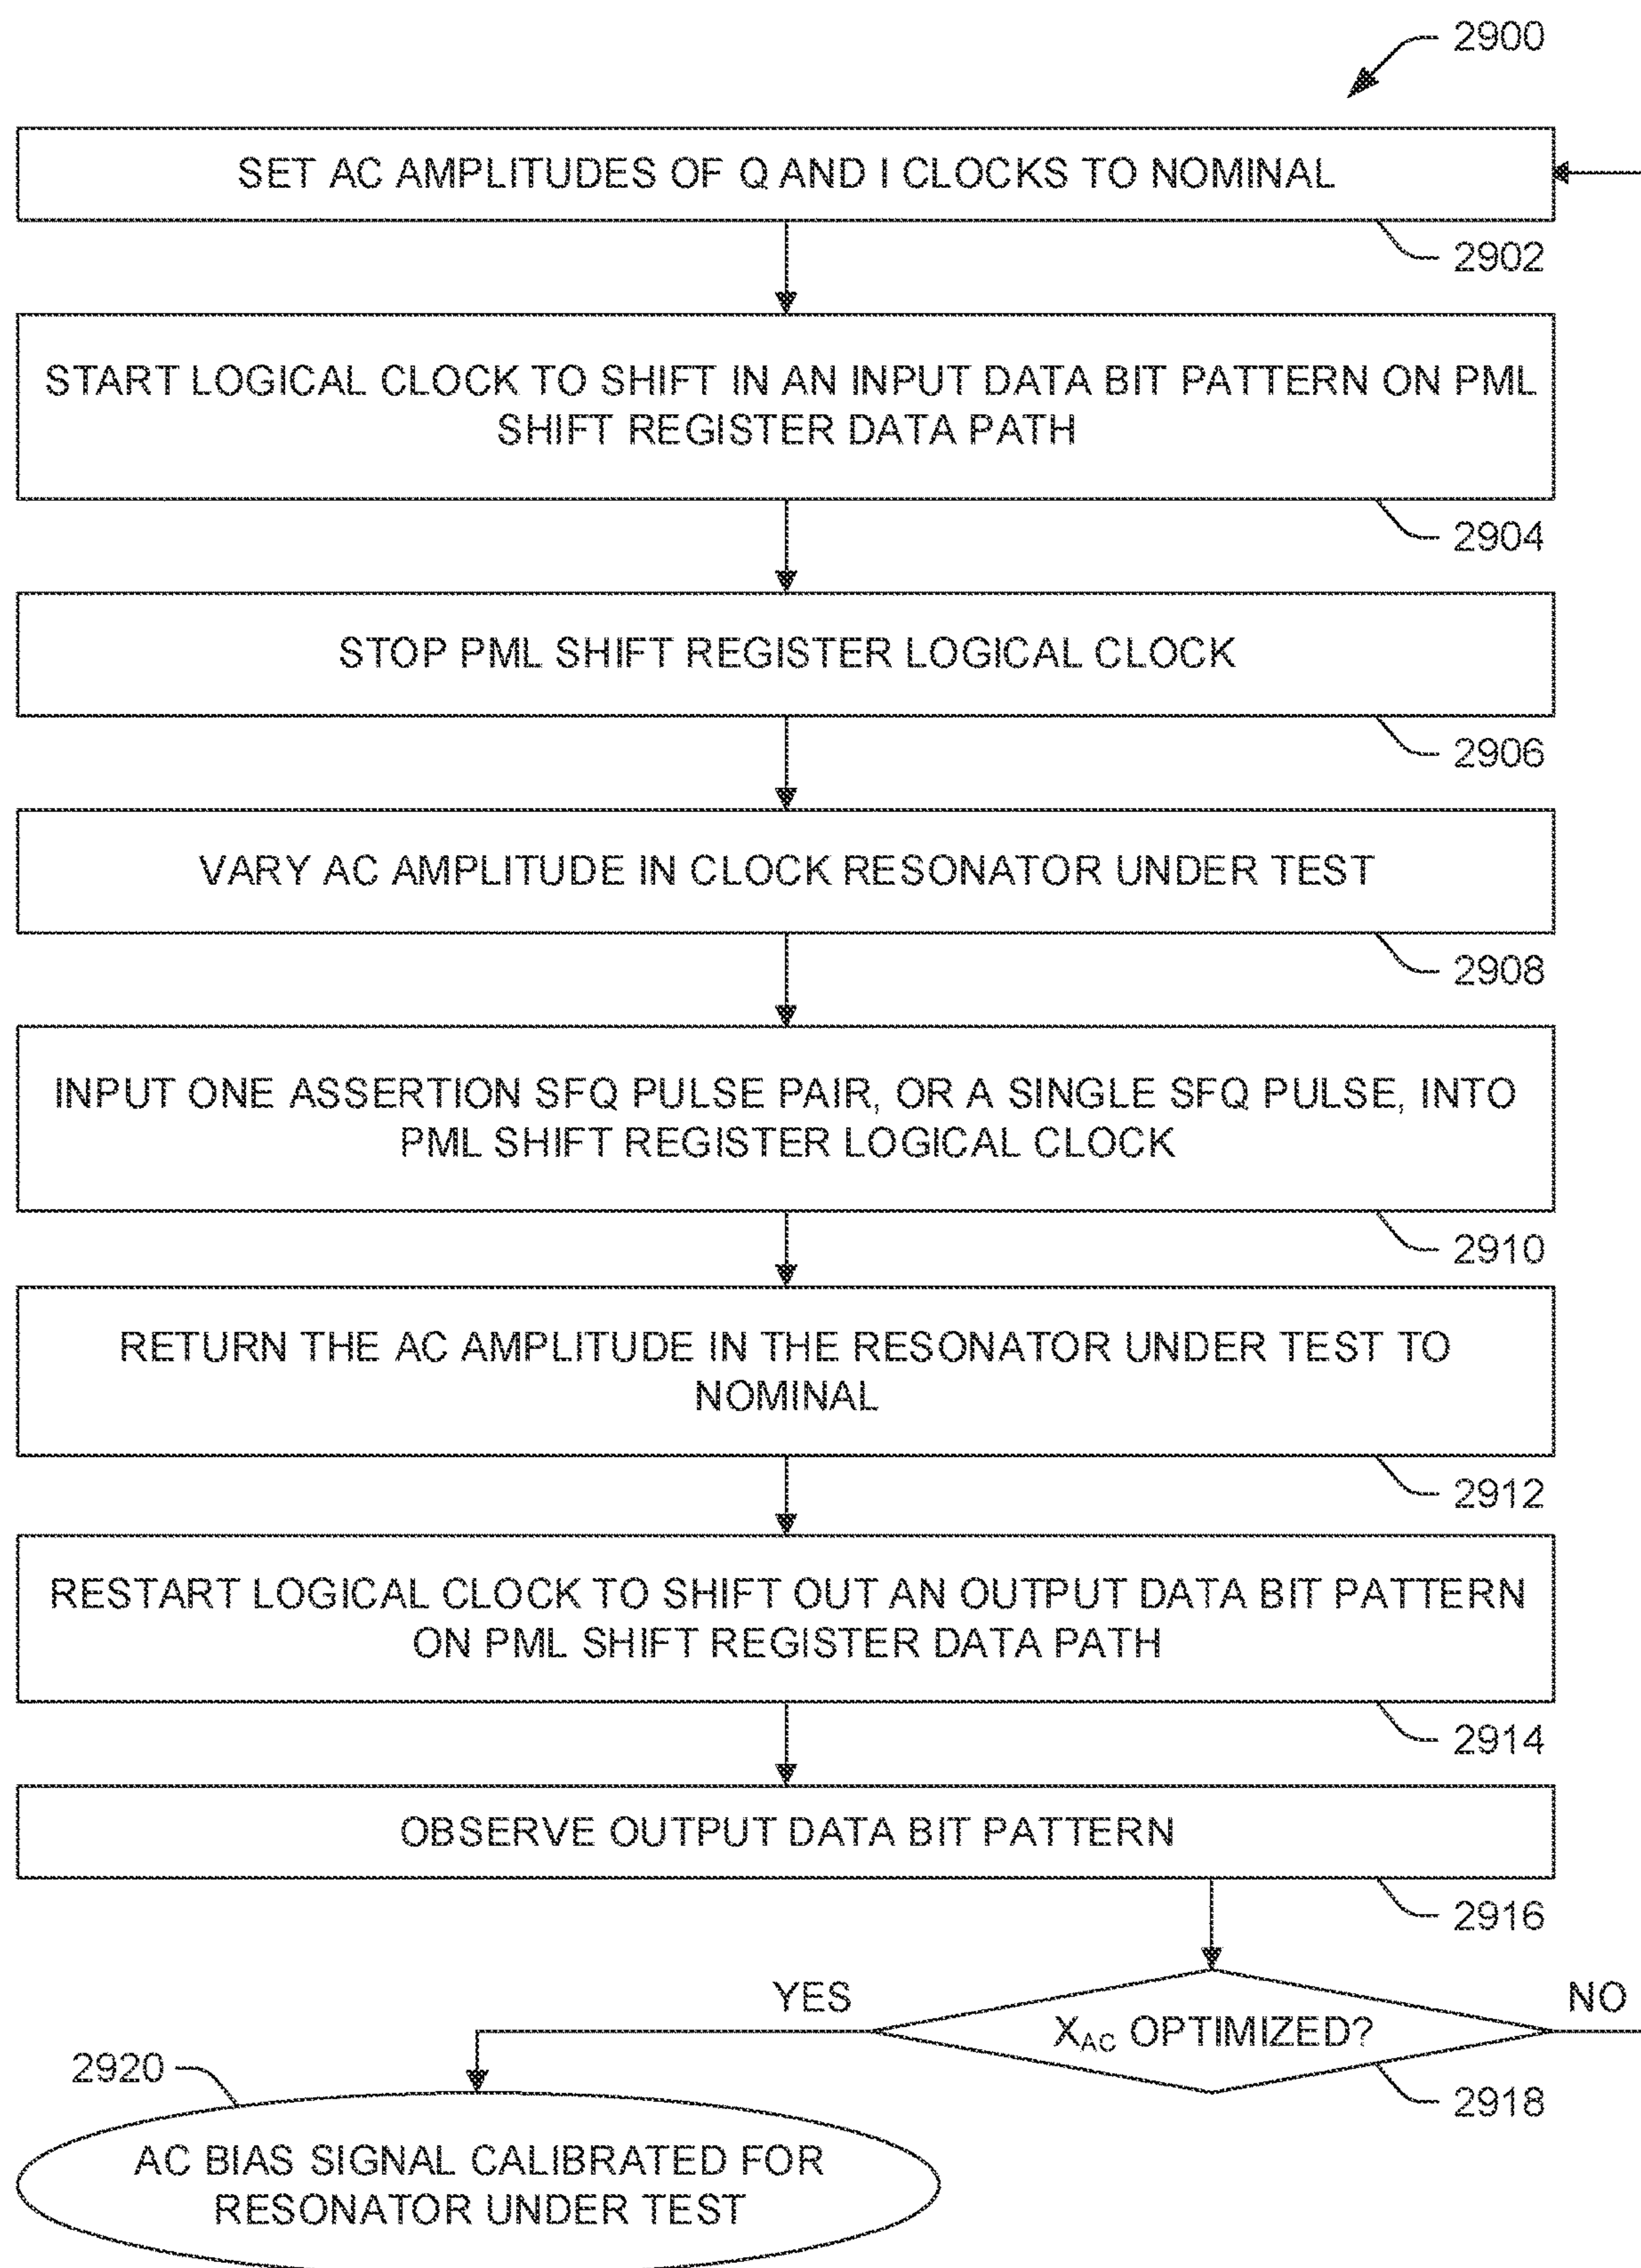 2900
SET AC AMPLITUDES OF Q AND I CLOCKS TO NOMINAL
2902
START LOGICAL CLOCK TO SHIFT IN AN INPUT DATA BIT PATTERN ON PML
SHIFT REGISTER DATA PATH
2904
STOP PML SHIFT REGISTER LOGICAL CLOCK
2906
VARY AC AMPLITUDE IN CLOCK RESONATOR UNDER TEST
2908
INPUT ONE ASSERTION SFQ PULSE PAIR, OR A SINGLE SFQ PULSE, INTO
PML SHIFT REGISTER LOGICAL CLOCK
2910
RETURN THE AC AMPLITUDE IN THE RESONATOR UNDER TEST TO
NOMINAL
2912
RESTART LOGICAL CLOCK TO SHIFT OUT AN OUTPUT DATA BIT PATTERN
ON PML SHIFT REGISTER DATA PATH
2914
OBSERVE OUTPUT DATA BIT PATTERN
2916
YES
NO
X_AC OPTIMIZED?
2918
2920
AC BIAS SIGNAL CALIBRATED FOR
RESONATOR UNDER TEST